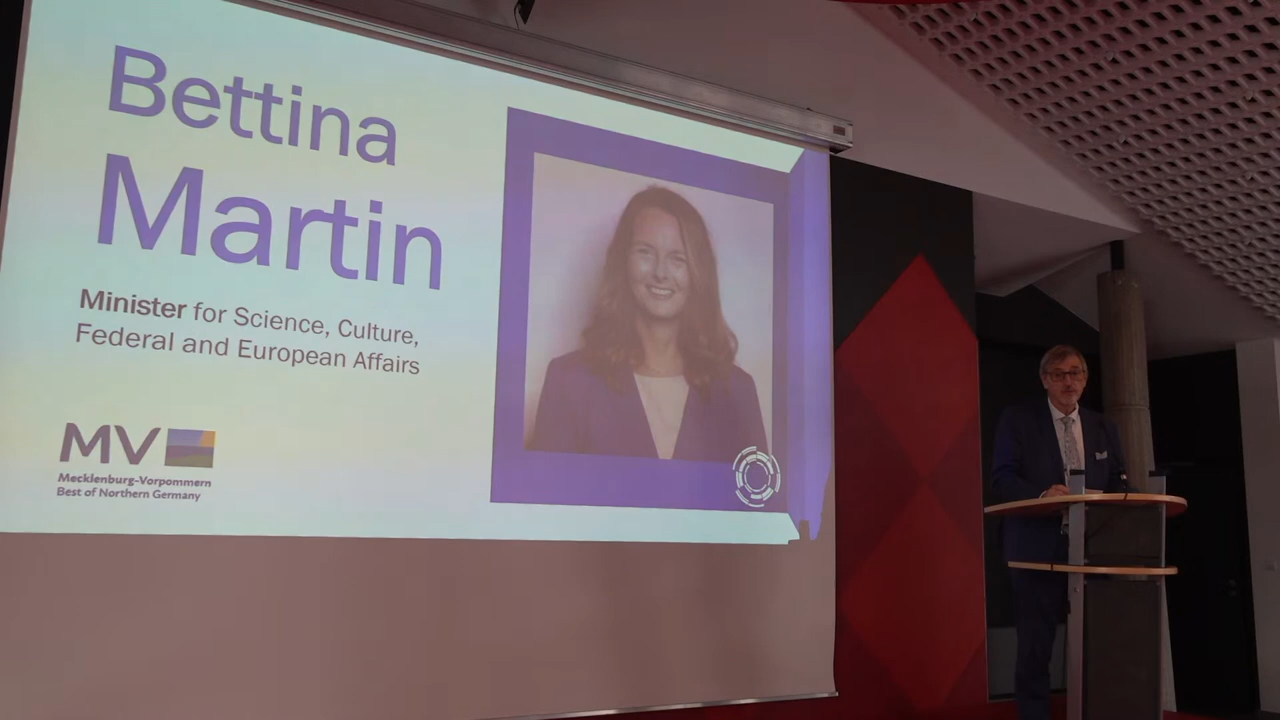 Bettina
Martin
Minister for Science, Culture,
Federal and European Affairs
MV
Mecklenburg-Vorpommern
Best of Northern Germany